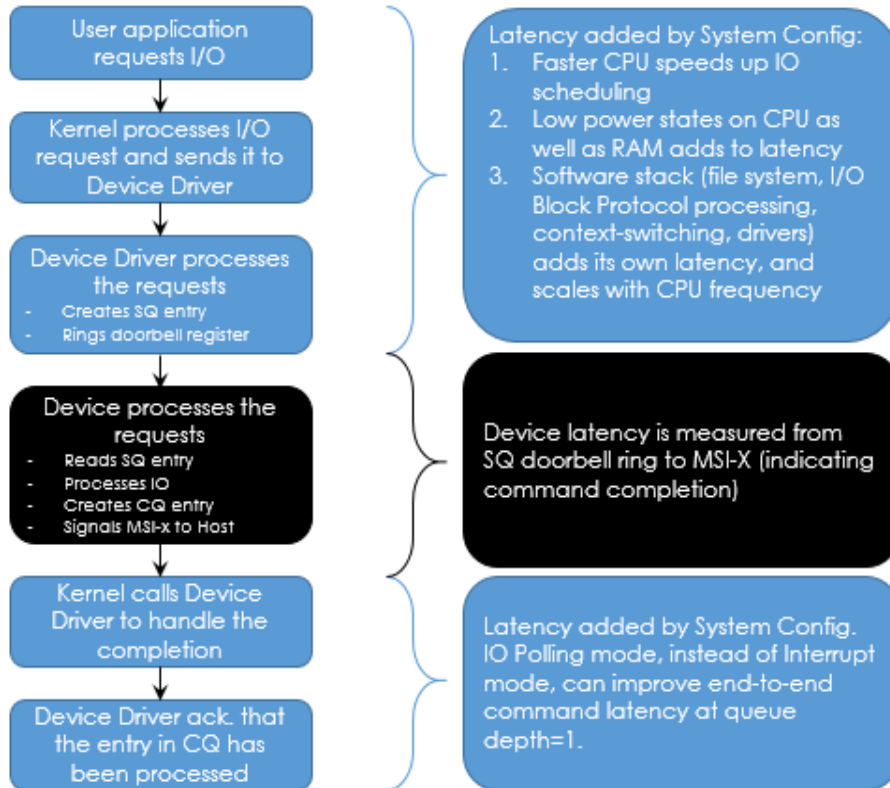 User application
requests I/O
Kernel processes I/O
request and sends it to
Device Driver
Device Driver processes
the requests
- Creates SQ entry
- Rings doorbell register
Device processes the
requests
- Reads SQ entry
- Processes IO
- Creates CQ entry
- Signals MSI-x to Host
Kernel calls Device
Driver to handle the
completion
Device Driver ack. that
the entry in CQ has
been processed
Latency added by System Config:
1. Faster CPU speeds up IO
scheduling
2. Low power states on CPU as
well as RAM adds to latency
3. Software stack (file system, I/O
Block Protocol processing,
context-switching, drivers)
adds its own latency, and
scales with CPU frequency
Device latency is measured from
SQ doorbell ring to MSI-X (indicating
command completion)
Latency added by System Config.
IO Polling mode, instead of Interrupt
mode, can improve end-to-end
command latency at queue
depth=1.